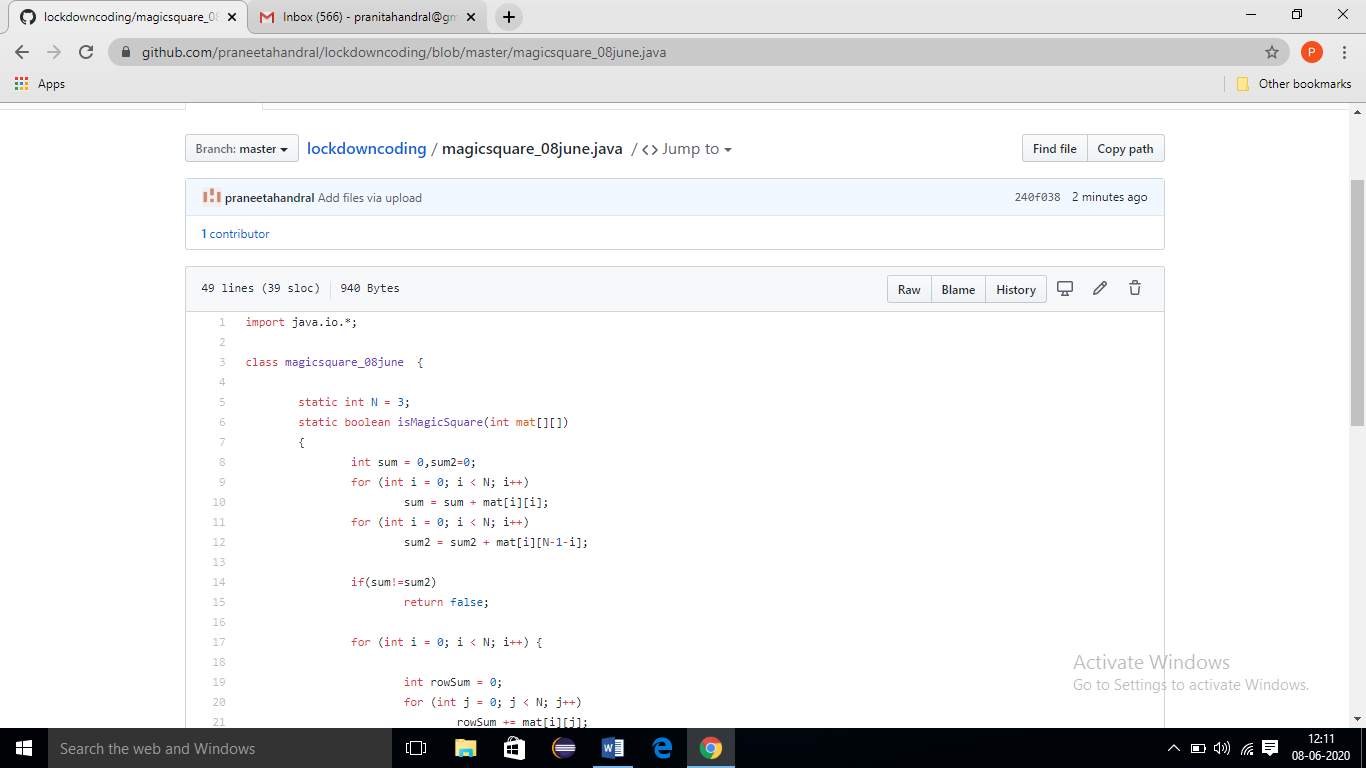 lockdowncoding/magicsquare_08
Inbox (566) - pranitahandral@gm
github.com/praneetahandral/lockdowncoding/blob/master/magicsquare_08june.java
P
Apps
Other bookmarks
Branch: master
lockdowncoding / magicsquare_08june.java / <> Jump to
Find file
Copy path
praneetahandral Add files via upload
240f038 2 minutes ago
1 contributor
49 lines (39 sloc) 940 Bytes
Raw
Blame
History
1 import java.io.*;
2
3 class magicsquare_08june {
4
5 static int N = 3;
6 static boolean isMagicSquare(int mat[][])
7 {
8 int sum = 0,sum2=0;
9 for (int i = 0; i < N; i++)
10 sum = sum + mat[i][i];
11 for (int i = 0; i < N; i++)
12 sum2 = sum2 + mat[i][N-1-i];
13
14 if(sum!=sum2)
15 return false;
16
17 for (int i = 0; i < N; i++) {
18
19 int rowSum = 0;
20 for (int j = 0; j < N; j++)
21 rowSum += mat[i][j];
Activate Windows
Go to Settings to activate Windows.
Search the web and Windows
12:11
08-06-2020